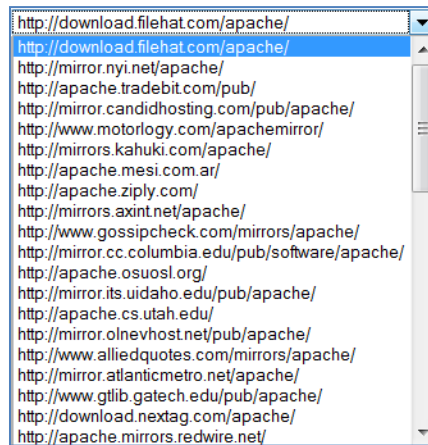 http://download.filehat.com/apache/
http://download.filehat.com/apache/
http://mirror.nyi.net/apache/
http://apache.tradebit.com/pub/
http://mirror.candidhosting.com/pub/apache/
http://www.motorlogy.com/apachemirror/
http://mirrors.kahuki.com/apache/
http://apache.mesi.com.ar/
http://apache.ziply.com/
http://mirrors.axint.net/apache/
http://www.gossipcheck.com/mirrors/apache/
http://mirror.cc.columbia.edu/pub/software/apache/
http://apache.osuosl.org/
http://mirror.its.uidaho.edu/pub/apache/
http://apache.cs.utah.edu/
http://mirror.olnevhost.net/pub/apache/
http://www.alliedquotes.com/mirrors/apache/
http://mirror.atlanticmetro.net/apache/
http://www.gtlib.gatech.edu/pub/apache/
http://download.nextag.com/apache/
http://apache.mirrors.redwire.net/